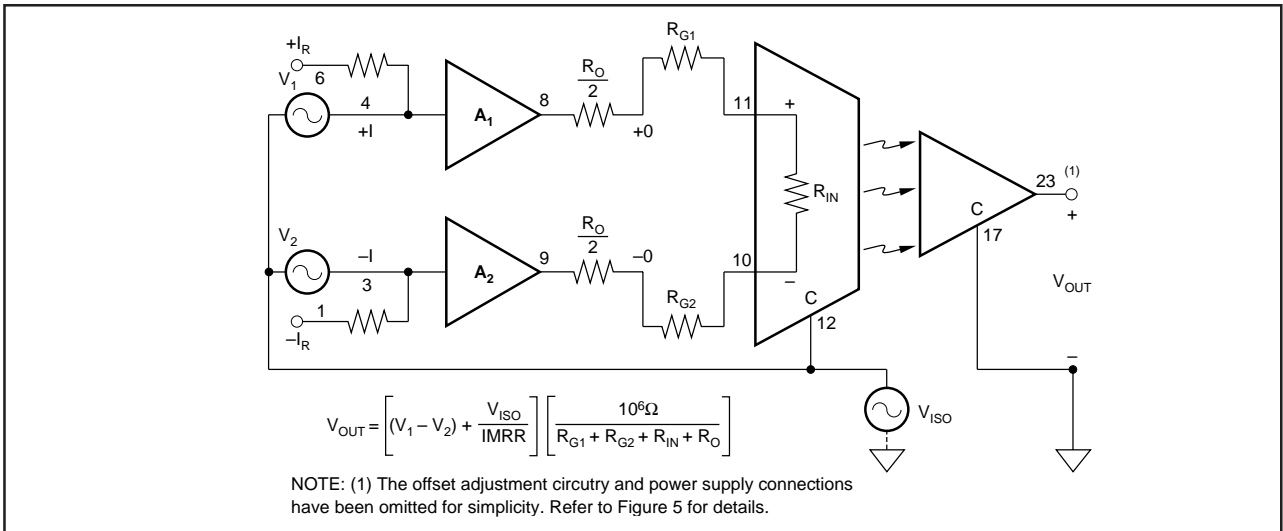 +I_R
6
V_1
4
+I
A_1
8
R_O
2
+0
R_G1
11
+
R_IN
V_2
−I
3
1
−I_R
A_2
9
R_O
2
−0
R_G2
10
−
C
12
C
17
23
(1)
+
V_OUT
−
V_ISO
V_OUT = [(V_1 – V_2) + V_ISO / IMRR] [10⁶Ω / R_G1 + R_G2 + R_IN + R_O]
NOTE: (1) The offset adjustment circutry and power supply connections
have been omitted for simplicity. Refer to Figure 5 for details.